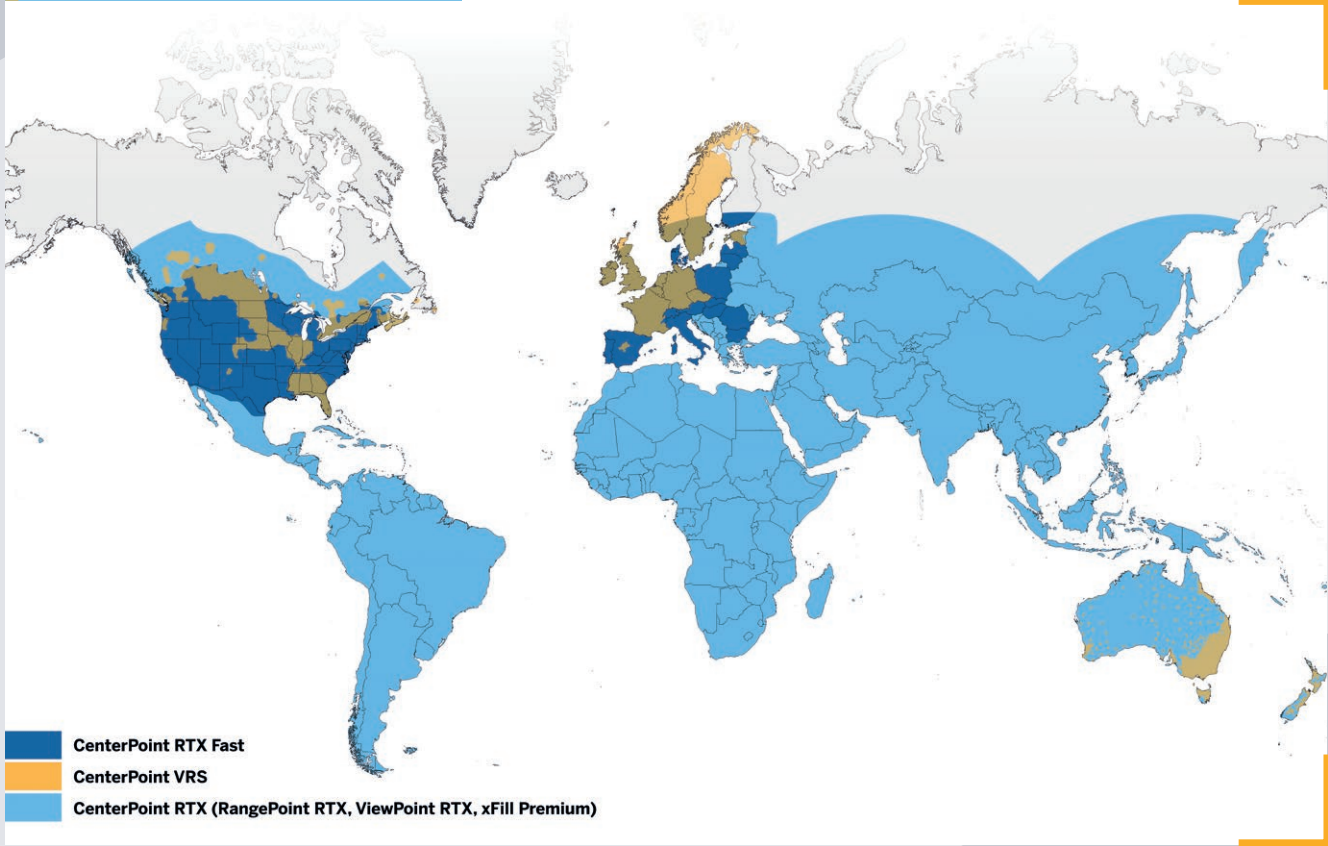 CenterPoint RTX Fast
CenterPoint VRS
CenterPoint RTX (RangePoint RTX, ViewPoint RTX, xFill Premium)